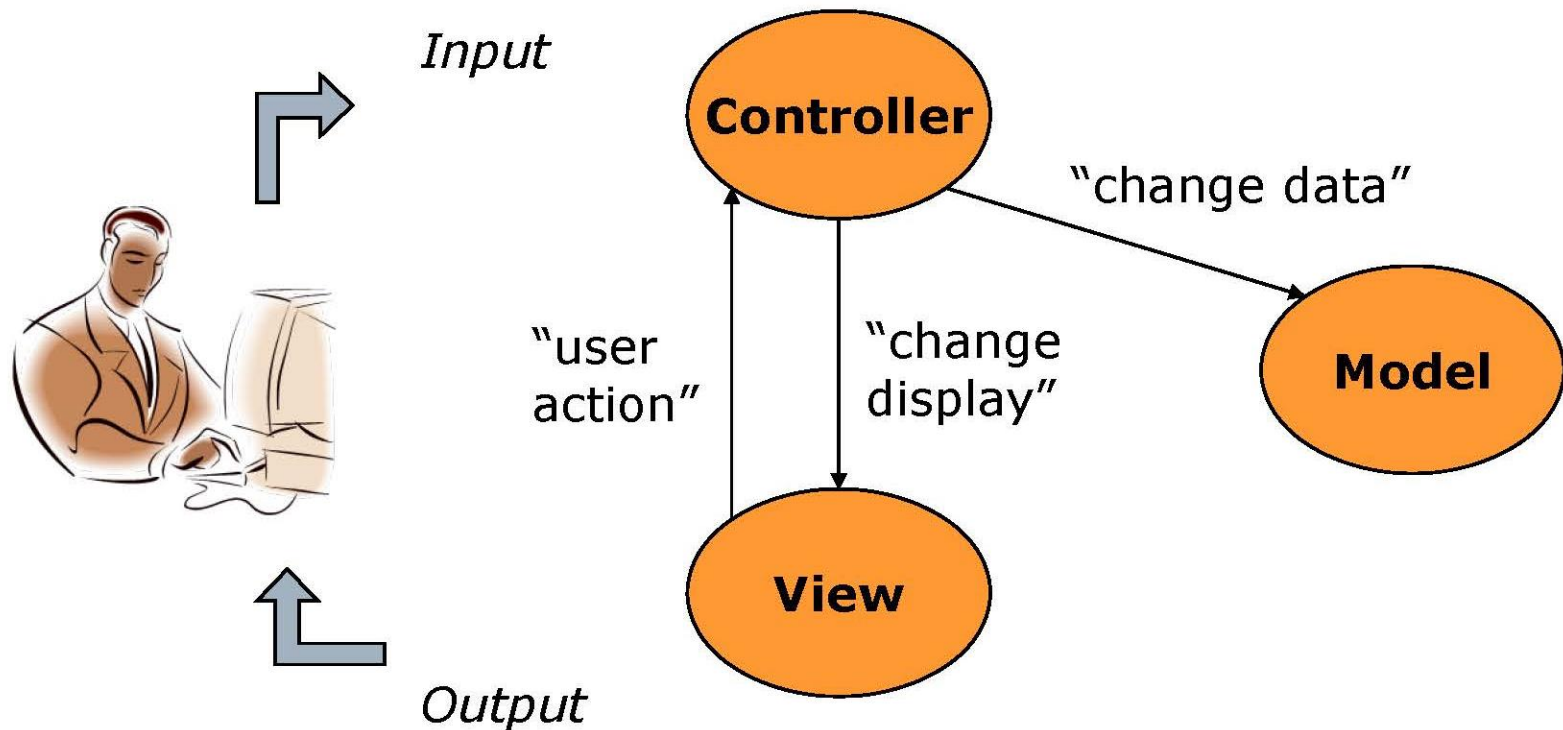 Input
Controller
“change data”
“user
action”
“change
display”
Model
View
Output